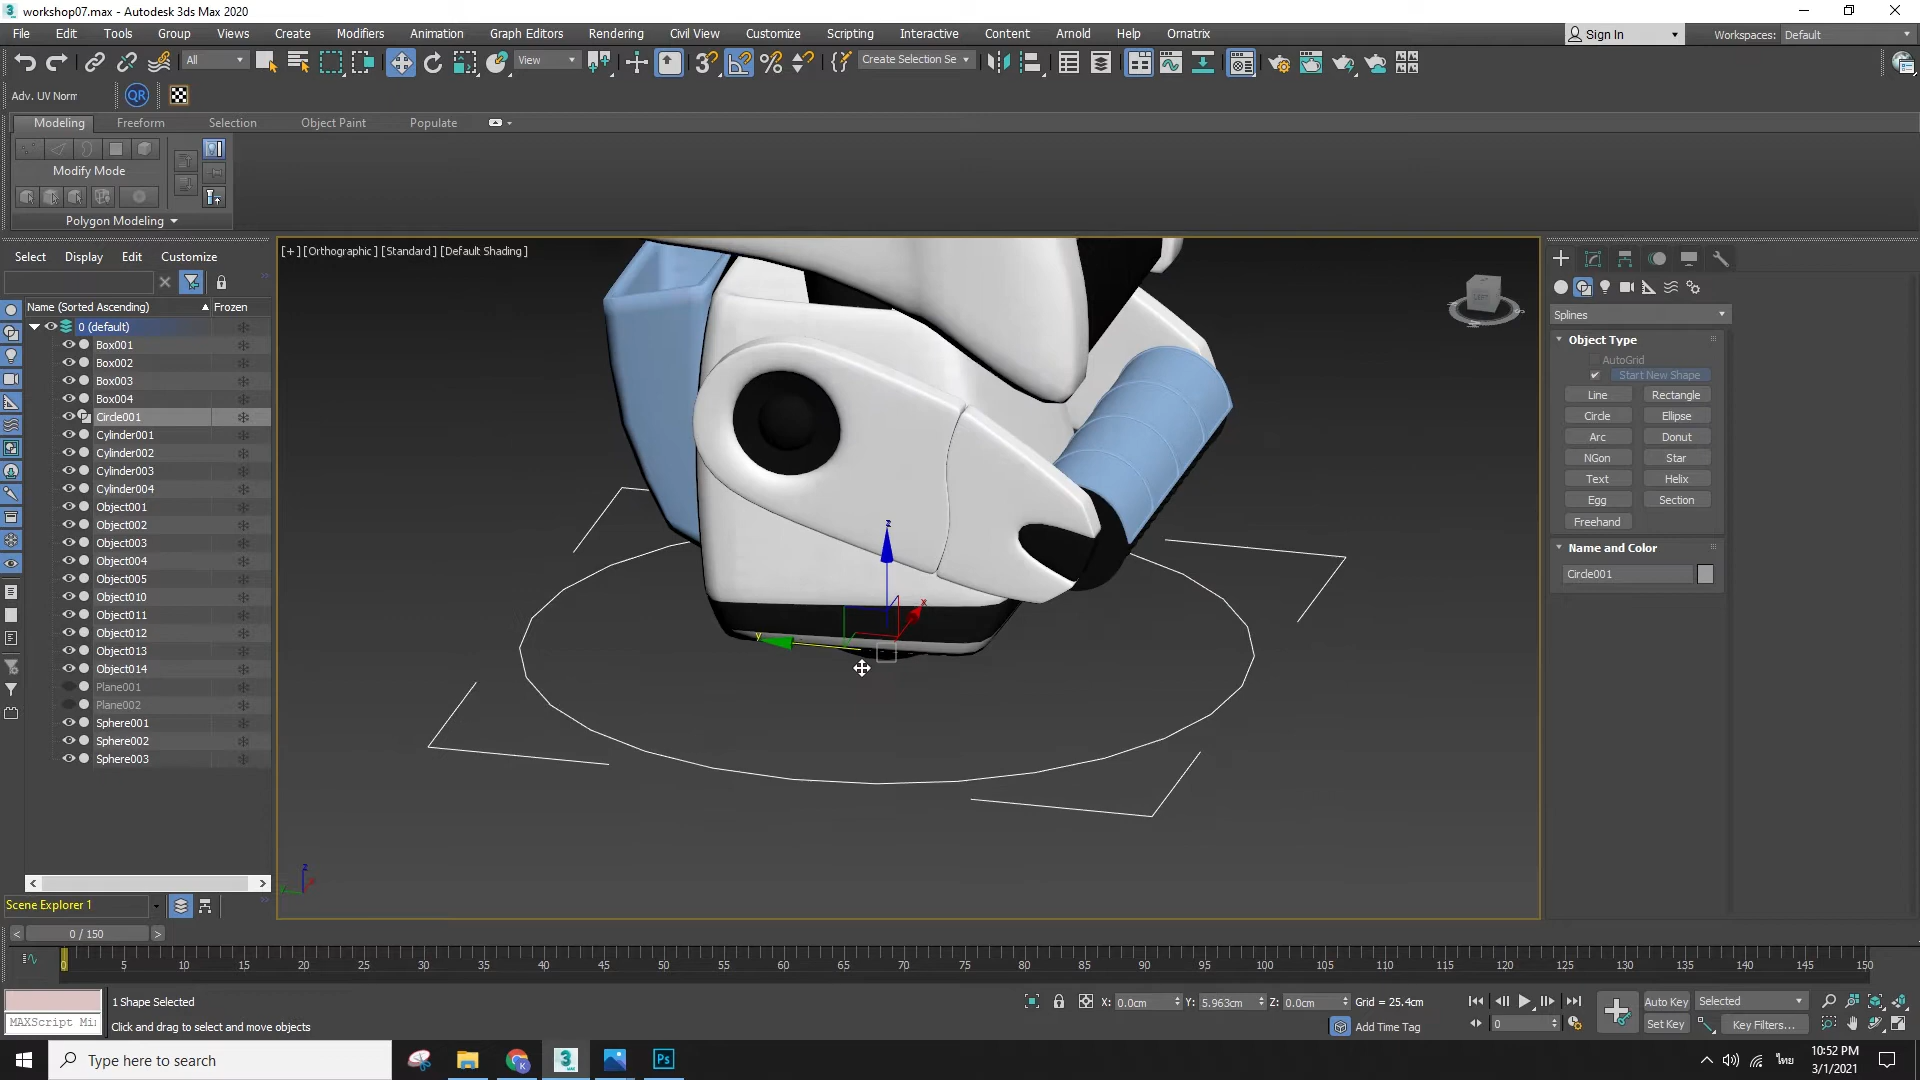 workshop07.max - Autodesk 3ds Max 2020
File Edit Tools Group Views Create Modifiers Animation Graph Editors Rendering Civil View Customize Scripting Interactive Content Arnold Help Ornatrix Sign In Workspaces: Default
All View Create Selection Se
Adv. UV Norm QR
Modeling Freeform Selection Object Paint Populate
Modify Mode
Polygon Modeling
Select Display Edit Customize
[+] [Orthographic] [Standard] [Default Shading]
Name (Sorted Ascending) Frozen
0 (default)
Box001
Box002
Box003
Box004
Circle001
Cylinder001
Cylinder002
Cylinder003
Cylinder004
Object001
Object002
Object003
Object004
Object005
Object010
Object011
Object012
Object013
Object014
Plane001
Plane002
Sphere001
Sphere002
Sphere003
z
x
y
z
Splines
Object Type
AutoGrid
Start New Shape
Line Rectangle
Circle Ellipse
Arc Donut
NGon Star
Text Helix
Egg Section
Freehand
Name and Color
Circle001
Scene Explorer 1
< 0 / 150 >
0 5 10 15 20 25 30 35 40 45 50 55 60 65 70 75 80 85 90 95 100 105 110 115 120 125 130 135 140 145 150
1 Shape Selected X: 0.0cm Y: 5.963cm Z: 0.0cm Grid = 25.4cm Auto Key Selected
MAXScript Mi Click and drag to select and move objects Add Time Tag 0 Set Key Key Filters...
Type here to search
3 Ps ไทย
10:52 PM
3/1/2021